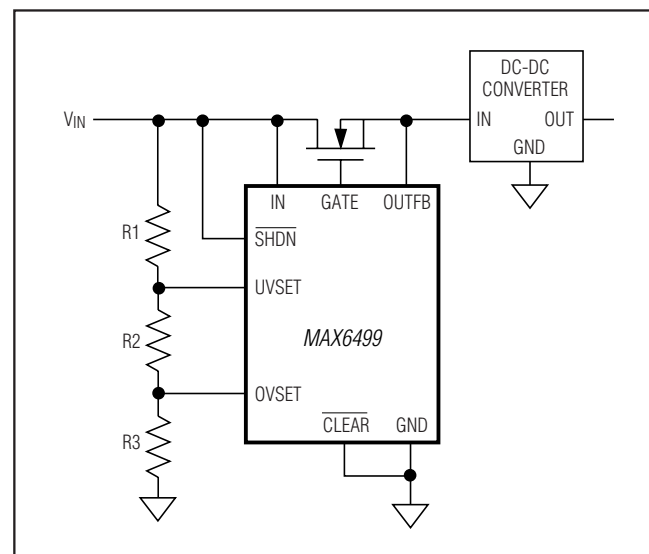 DC-DC
CONVERTER
IN
OUT
GND
VIN
IN
GATE
OUTFB
R1
SHDN
UVSET
R2
MAX6499
OVSET
R3
CLEAR
GND